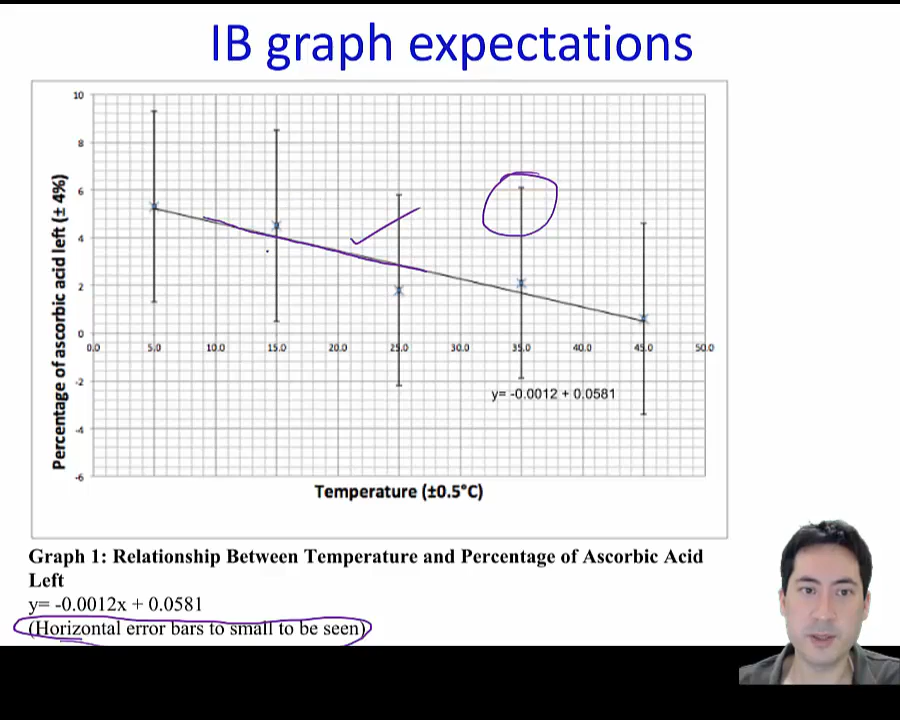 IB graph expectations
10
8
6
4
2
0
-2
-4
-6
0.0 5.0 10.0 15.0 20.0 25.0 30.0 35.0 40.0 45.0 50.0
Percentage of ascorbic acid left (± 4%)
y= -0.0012 + 0.0581
Temperature (±0.5°C)
Graph 1: Relationship Between Temperature and Percentage of Ascorbic Acid
Left
y= -0.0012x + 0.0581
(Horizontal error bars to small to be seen)